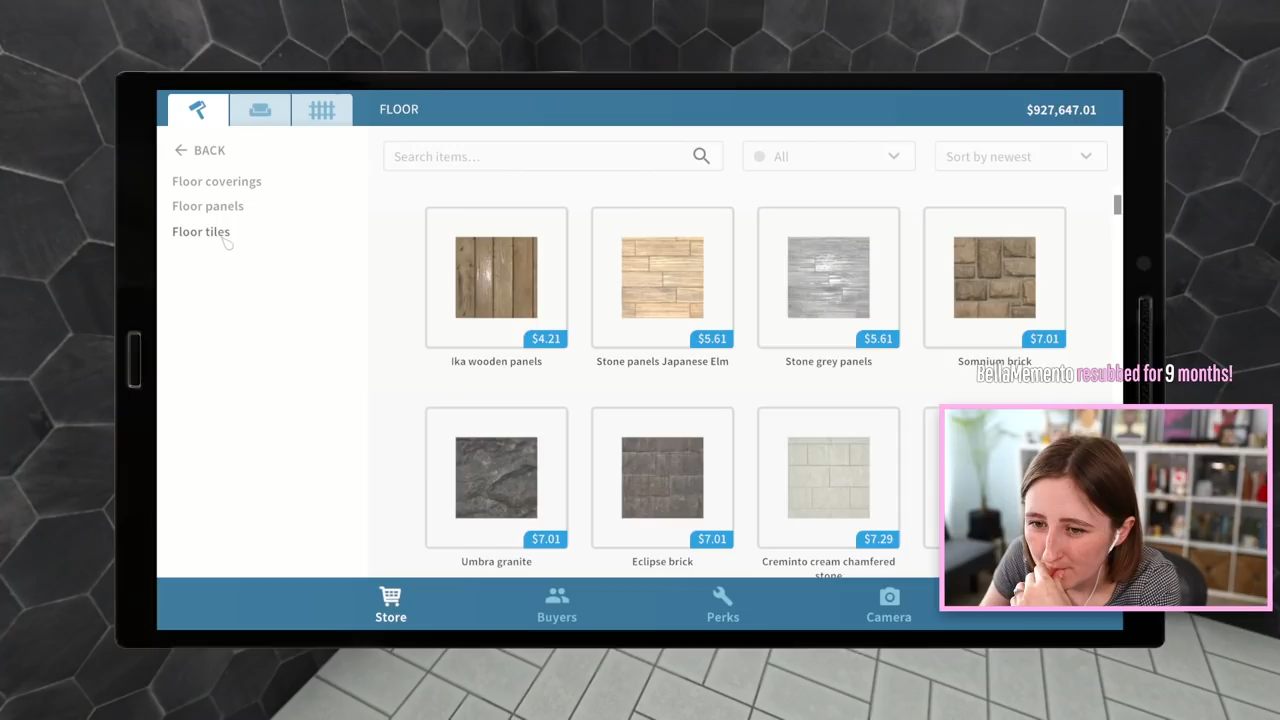 FLOOR
$927,647.01
BACK
Search items...
All
Sort by newest
Floor coverings
Floor panels
Floor tiles
$4.21
$5.61
$5.61
$7.01
Ika wooden panels
Stone panels Japanese Elm
Stone grey panels
Somnium brick
BellaMemento resubbed for 9 months!
$7.01
$7.01
$7.29
Umbra granite
Eclipse brick
Creminto cream chamfered
stone
Store
Buyers
Perks
Camera